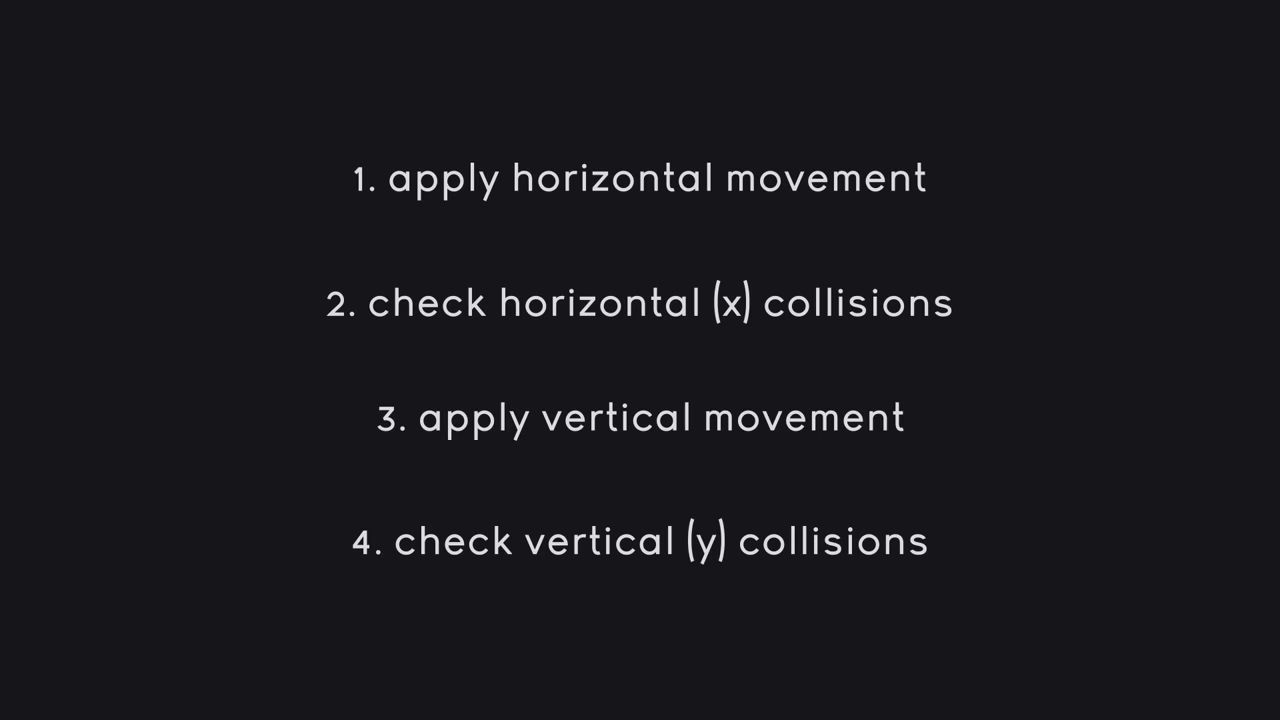 1. apply horizontal movement
2. check horizontal (x) collisions
3. apply vertical movement
4. check vertical (y) collisions